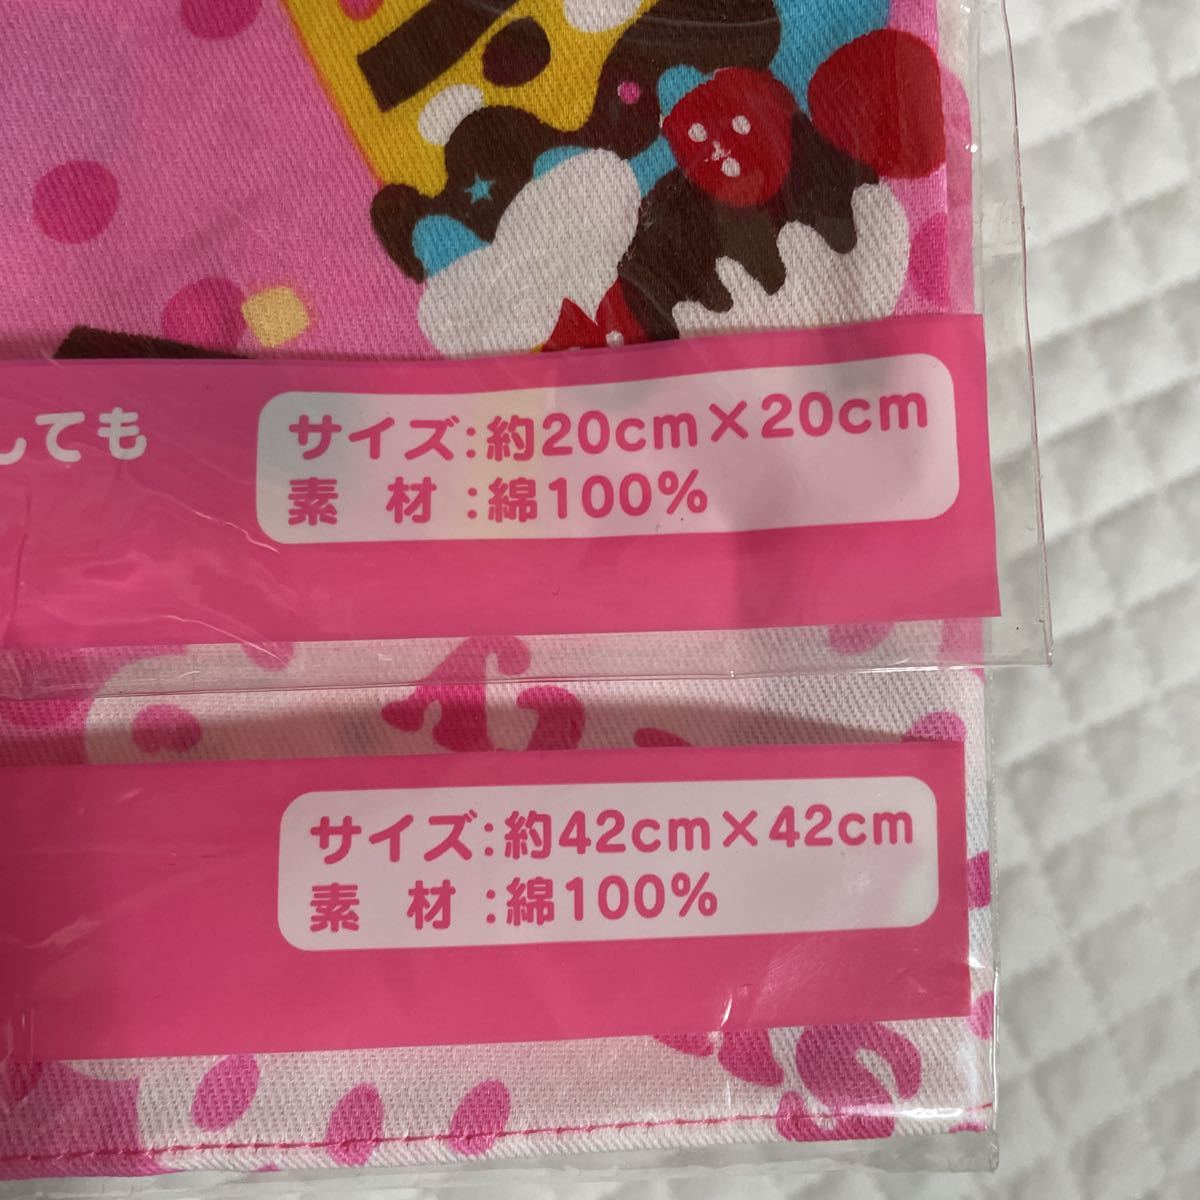 しても
サイズ:約20cm×20cm
素 材 :綿100%
サイズ:約42cm×42cm
素 材 :綿100%